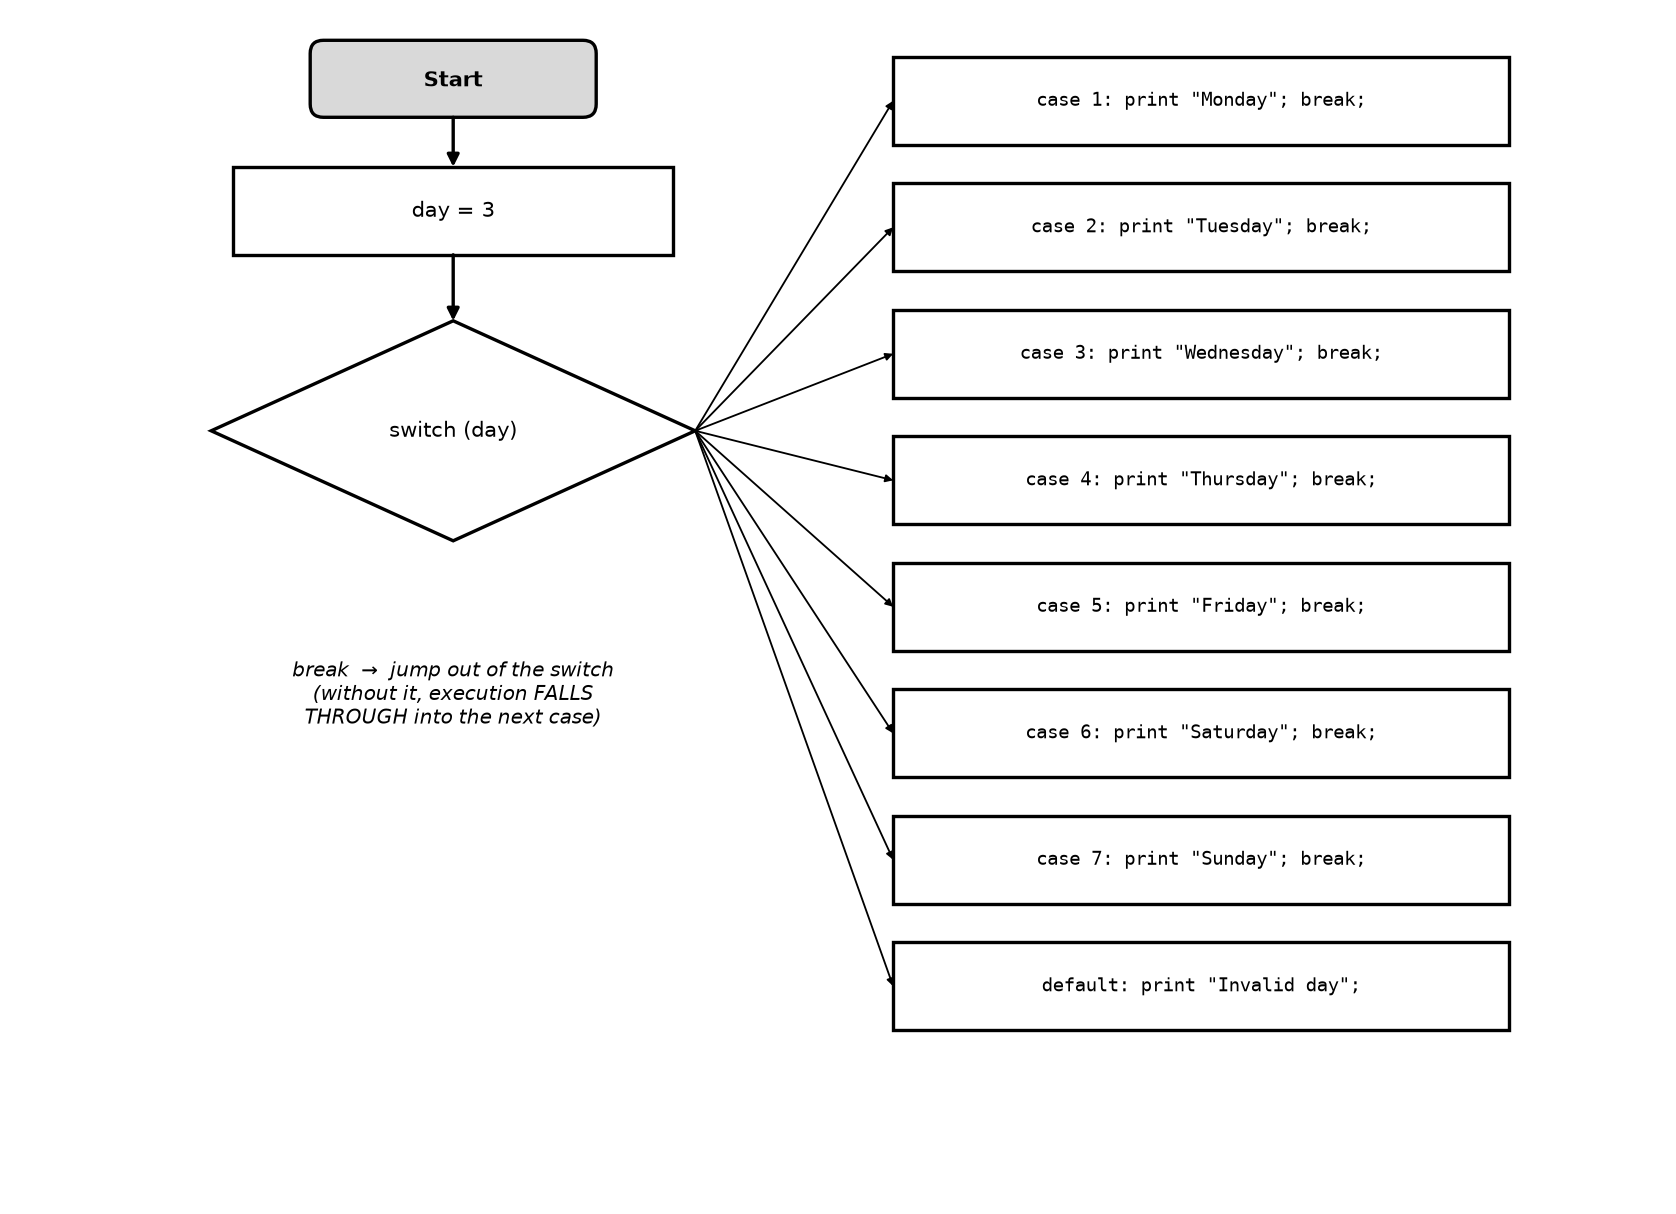 Start
day = 3
switch (day)
break → jump out of the switch
(without it, execution FALLS
THROUGH into the next case)
case 1: print "Monday"; break;
case 2: print "Tuesday"; break;
case 3: print "Wednesday"; break;
case 4: print "Thursday"; break;
case 5: print "Friday"; break;
case 6: print "Saturday"; break;
case 7: print "Sunday"; break;
default: print "Invalid day";